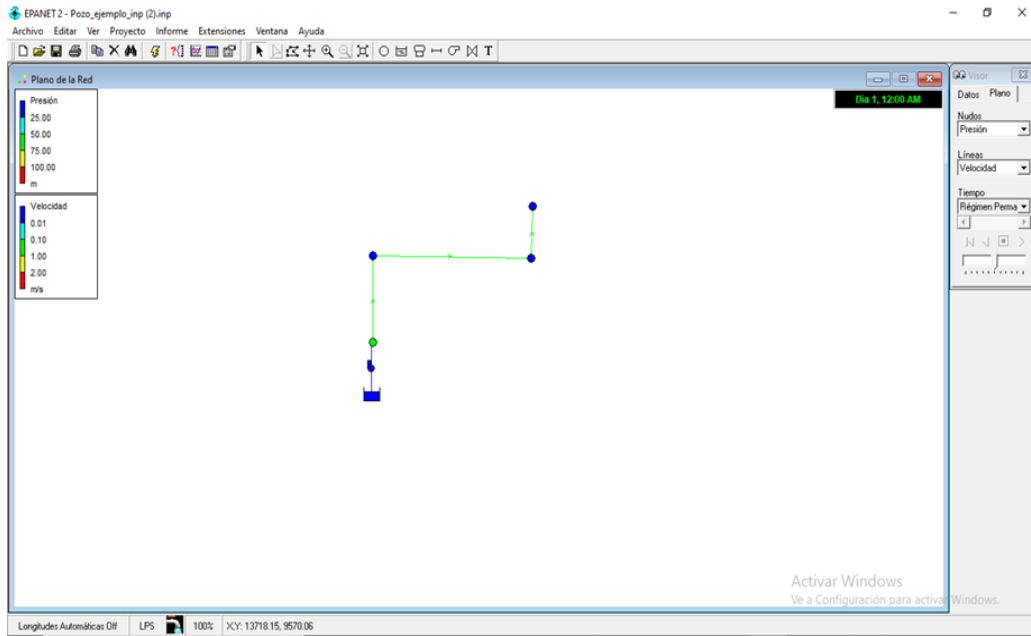 EPANET 2 - Pozo_ejemplo_inp (2).inp
Archivo Editar Ver Proyecto Informe Extensiones Ventana Ayuda
T
Plano de la Red
Presión
25.00
50.00
75.00
100.00
m
Velocidad
0.01
0.10
1.00
2.00
m/s
Día 1, 12:00 AM
Visor
Datos Plano
Nudos
Presión
Líneas
Velocidad
Tiempo
Régimen Perma
Activar Windows
Ve a Configuración para activar Windows.
Longitudes Automáticas Off LPS 100% X,Y: 13718.15, 9570.06